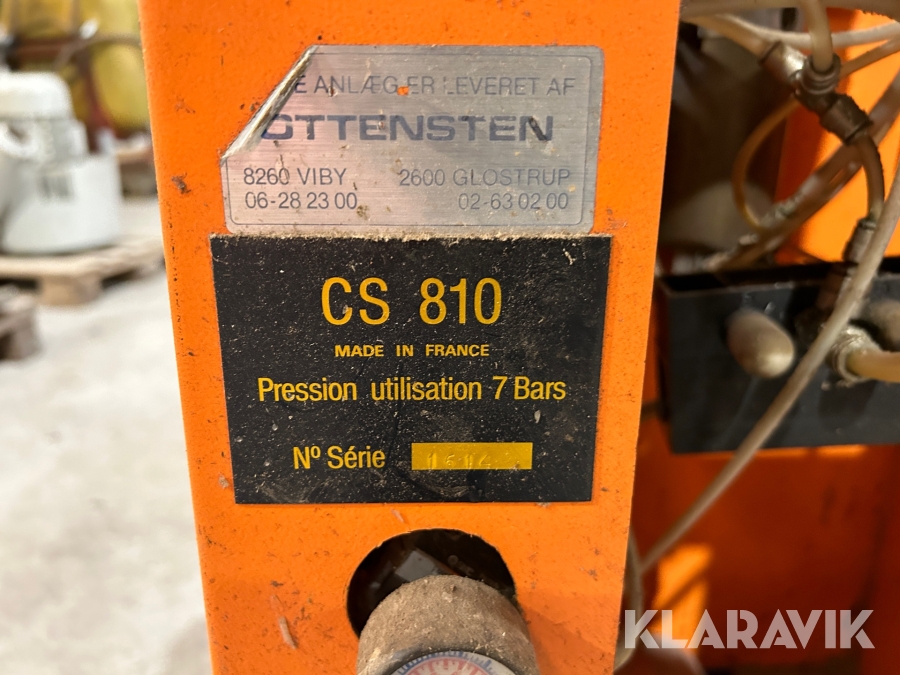 E ANLÆG ER LEVERET AF
OTTENSTEN
8260 VIBY 2600 GLOSTRUP
06-28 23 00 02-63 02 00
CS 810
MADE IN FRANCE
Pression utilisation 7 Bars
Nº Série
KLARAVIK